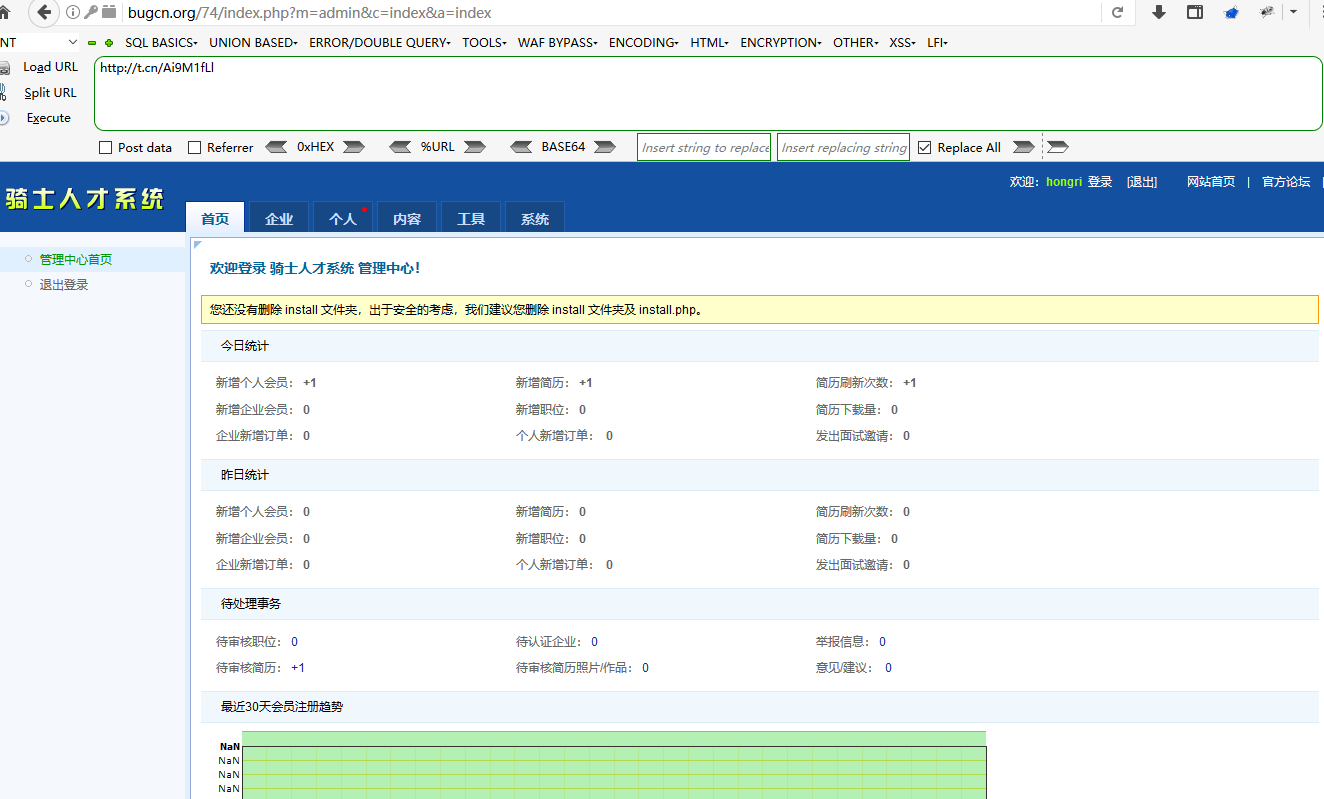 bugcn.org/74/index.php?m=admin&c=index&a=index
NT SQL BASICS UNION BASED ERROR/DOUBLE QUERY TOOLS WAF BYPASS ENCODING HTML ENCRYPTION OTHER XSS LFI
Load URL http://t.cn/Ai9M1fLl
Split URL
Execute
Post data Referrer 0xHEX %URL BASE64 Insert string to replace Insert replacing string Replace All
欢迎：hongri 登录 [退出] 网站首页 | 官方论坛
骑士人才系统
首页 企业 个人 内容 工具 系统
管理中心首页
退出登录
欢迎登录 骑士人才系统 管理中心！
您还没有删除 install 文件夹，出于安全的考虑，我们建议您删除 install 文件夹及 install.php。
今日统计
新增个人会员： +1 新增简历： +1 简历刷新次数： +1
新增企业会员： 0 新增职位： 0 简历下载量： 0
企业新增订单： 0 个人新增订单： 0 发出面试邀请： 0
昨日统计
新增个人会员： 0 新增简历： 0 简历刷新次数： 0
新增企业会员： 0 新增职位： 0 简历下载量： 0
企业新增订单： 0 个人新增订单： 0 发出面试邀请： 0
待处理事务
待审核职位： 0 待认证企业： 0 举报信息： 0
待审核简历： +1 待审核简历照片/作品： 0 意见/建议： 0
最近30天会员注册趋势
NaN
NaN
NaN
NaN